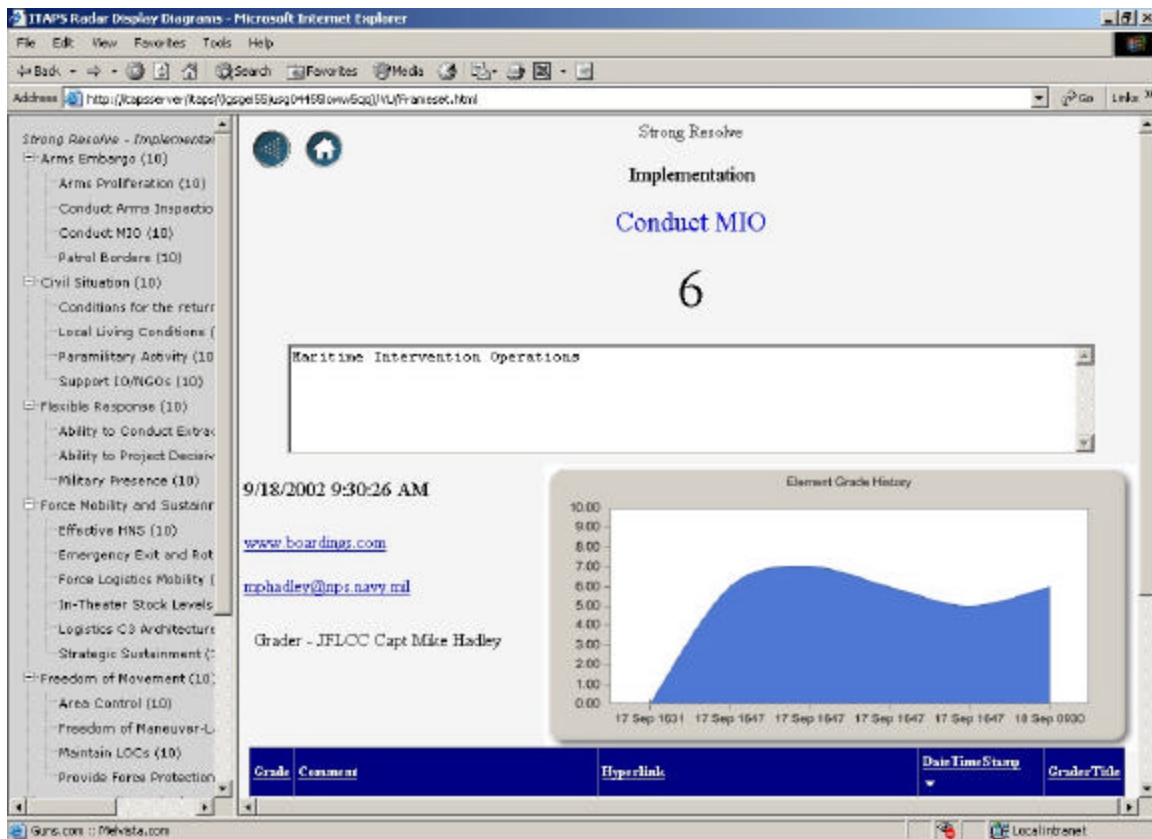 ITAPS Radar Display Diagrams - Microsoft Internet Explorer
File Edit View Favorites Tools Help
Back Search Favorites Media
Address Go Links
Strong Resolve - Implementat
Arms Embargo (10)
Arms Proliferation (10)
Conduct Arms Inspectio
Conduct MIO (10)
Patrol Borders (10)
Civil Situation (10)
Conditions for the return
Local Living Conditions (
Paramilitary Activity (10
Support IO/NGOs (10)
Flexible Response (10)
Ability to Conduct Extrac
Ability to Project Decisiv
Military Presence (10)
Force Mobility and Sustainm
Effective HNS (10)
Emergency Exit and Rot
Force Logistics Mobility (
In-Theater Stock Levels
Logistics C3 Architecture
Strategic Sustainment (
Freedom of Movement (10)
Area Control (10)
Freedom of Maneuver-L
Maintain LOCs (10)
Provide Force Protection
Strong Resolve
Implementation
Conduct MIO
6
Maritime Intervention Operations
9/18/2002 9:30:26 AM
www.boardings.com
mphadley@nps.navy.mil
Grader - JFLCC Capt Mike Hadley
Element Grade History
10.00
9.00
8.00
7.00
6.00
5.00
4.00
3.00
2.00
1.00
0.00
17 Sep 1631 17 Sep 1647 17 Sep 1647 17 Sep 1647 17 Sep 1647 18 Sep 0930
Grade Comment Hyperlink DateTimeStamp GraderTitle
Guns.com :: Melvista.com
Local intranet